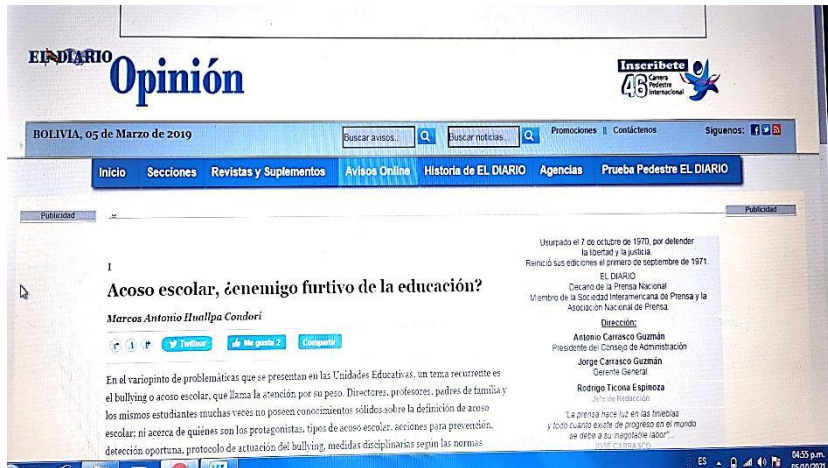 EL DIARIO
Opinión
Inscribete
46 Carrera
Pedestre
Internacional
BOLIVIA, 05 de Marzo de 2019
Buscar avisos..
Buscar noticias..
Promociones || Contáctenos
Siguenos:
Inicio Secciones Revistas y Suplementos Avisos Online Historia de EL DIARIO Agencias Prueba Pedestre EL DIARIO
Publicidad
Publicidad
I
Acoso escolar, ¿enemigo furtivo de la educación?
Marcos Antonio Huallpa Condori
Twittear
Me gusta 2
Compartir
En el variopinto de problemáticas que se presentan en las Unidades Educativas, un tema recurrente es
el bullying o acoso escolar, que llama la atención por su peso. Directores, profesores, padres de familia y
los mismos estudiantes muchas veces no poseen conocimientos sólidos sobre la definición de acoso
escolar; ni acerca de quiénes son los protagonistas, tipos de acoso escolar, acciones para prevención,
detección oportuna, protocolo de actuación del bullying, medidas disciplinarias según las normas
Usurpado el 7 de octubre de 1970, por defender
la libertad y la justicia.
Reinició sus ediciones el primero de septiembre de 1971.
EL DIARIO
Decano de la Prensa Nacional
Miembro de la Sociedad Interamericana de Prensa y la
Asociación Nacional de Prensa.
Dirección:
Antonio Carrasco Guzmán
Presidente del Consejo de Administración
Jorge Carrasco Guzmán
Gerente General
Rodrigo Ticona Espinoza
Jefe de Redacción
"La prensa hace luz en las tinieblas
y todo cuanto existe de progreso en el mundo
se debe a su inagotable labor"...
JOSÉ CARRASCO
ES
04:55 p.m.
05/10/2021